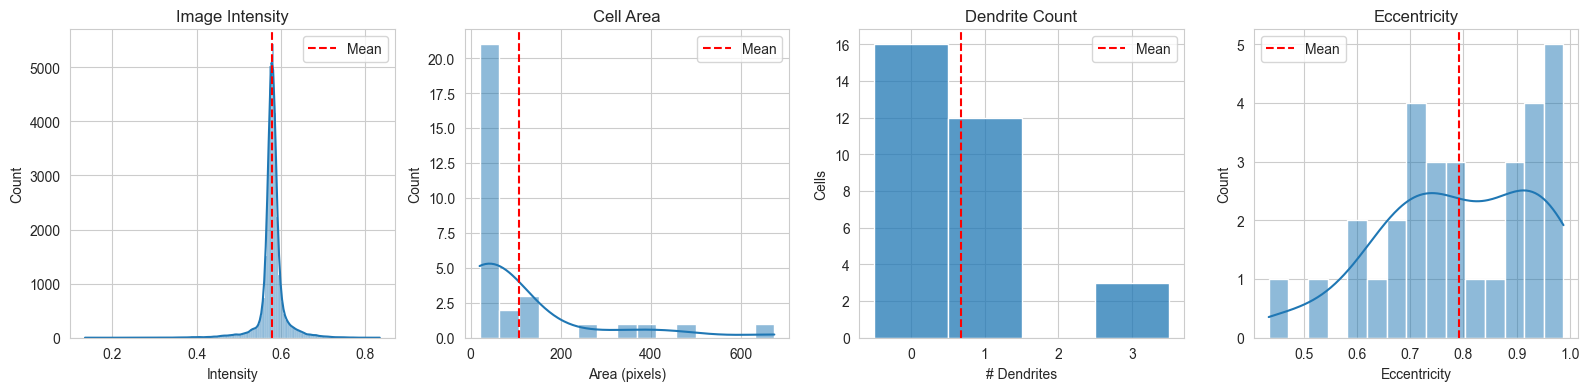 Image Intensity
Mean
5000
4000
3000
2000
1000
0
Count
0.2 0.4 0.6 0.8
Intensity
Cell Area
Mean
20.0
17.5
15.0
12.5
10.0
7.5
5.0
2.5
0.0
Count
0 200 400 600
Area (pixels)
Dendrite Count
Mean
16
14
12
10
8
6
4
2
0
Cells
0 1 2 3
# Dendrites
Eccentricity
Mean
5
4
3
2
1
0
Count
0.5 0.6 0.7 0.8 0.9 1.0
Eccentricity